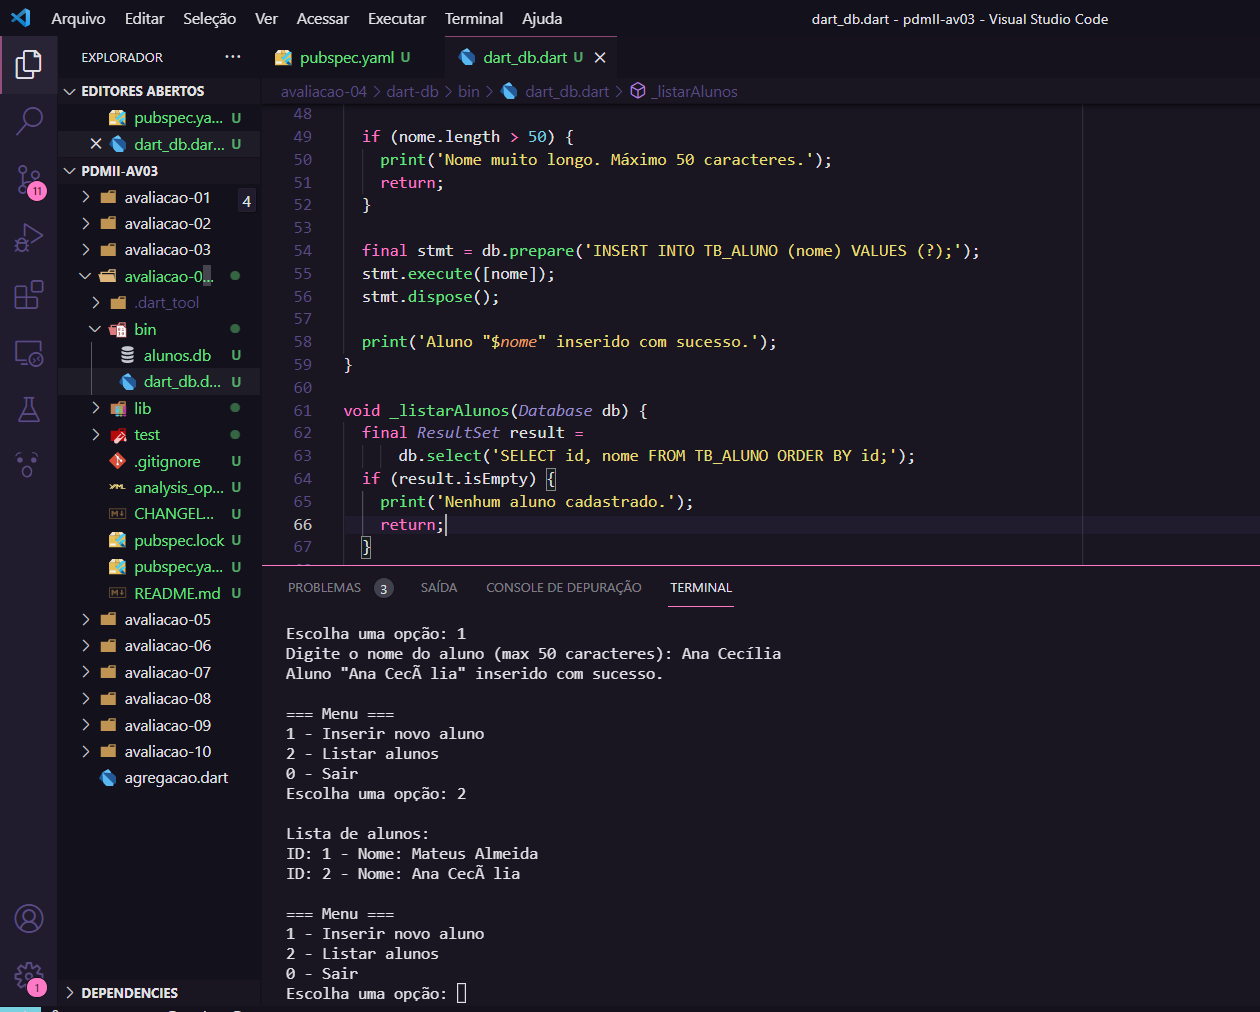 Arquivo Editar Seleção Ver Acessar Executar Terminal Ajuda
dart_db.dart - pdmII-av03 - Visual Studio Code
EXPLORADOR ···
EDITORES ABERTOS
pubspec.ya... U
dart_db.dar... U
PDMII-AV03
avaliacao-01
4
avaliacao-02
avaliacao-03
avaliacao-0...
.dart_tool
bin
alunos.db U
dart_db.d... U
lib
test
.gitignore U
analysis_op... U
CHANGEL... U
pubspec.lock U
pubspec.ya... U
README.md U
avaliacao-05
avaliacao-06
avaliacao-07
avaliacao-08
avaliacao-09
avaliacao-10
agregacao.dart
DEPENDENCIES
11
1
pubspec.yaml U
dart_db.dart U
avaliacao-04 > dart-db > bin > dart_db.dart > _listarAlunos
48
49 if (nome.length > 50) {
50 print('Nome muito longo. Máximo 50 caracteres.');
51 return;
52 }
53
54 final stmt = db.prepare('INSERT INTO TB_ALUNO (nome) VALUES (?);');
55 stmt.execute([nome]);
56 stmt.dispose();
57
58 print('Aluno "$nome" inserido com sucesso.');
59 }
60
61 void _listarAlunos(Database db) {
62 final ResultSet result =
63 db.select('SELECT id, nome FROM TB_ALUNO ORDER BY id;');
64 if (result.isEmpty) {
65 print('Nenhum aluno cadastrado.');
66 return;
67 }
PROBLEMAS 3 SAÍDA CONSOLE DE DEPURAÇÃO TERMINAL
Escolha uma opção: 1
Digite o nome do aluno (max 50 caracteres): Ana Cecília
Aluno "Ana CecÃ lia" inserido com sucesso.
=== Menu ===
1 - Inserir novo aluno
2 - Listar alunos
0 - Sair
Escolha uma opção: 2
Lista de alunos:
ID: 1 - Nome: Mateus Almeida
ID: 2 - Nome: Ana CecÃ lia
=== Menu ===
1 - Inserir novo aluno
2 - Listar alunos
0 - Sair
Escolha uma opção: